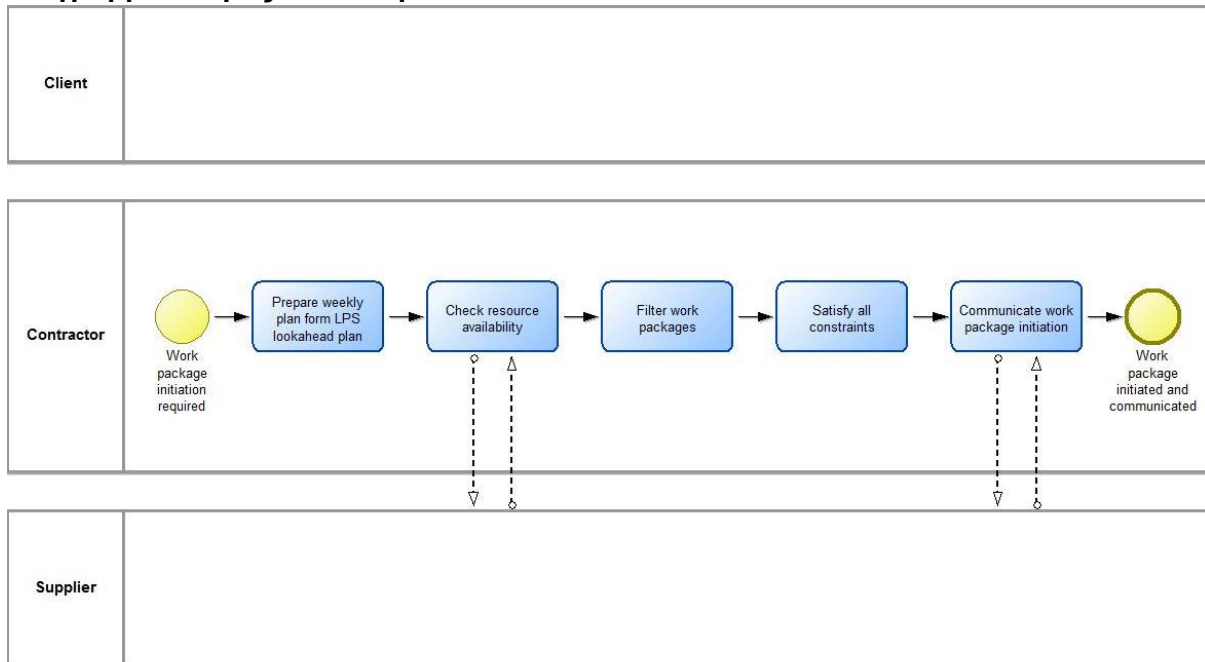 Client
Contractor
Work
package
initiation
required
Prepare weekly
plan form LPS
lookahead plan
Check resource
availability
Filter work
packages
Satisfy all
constraints
Communicate work
package initiation
Work
package
initiated and
communicated
Supplier